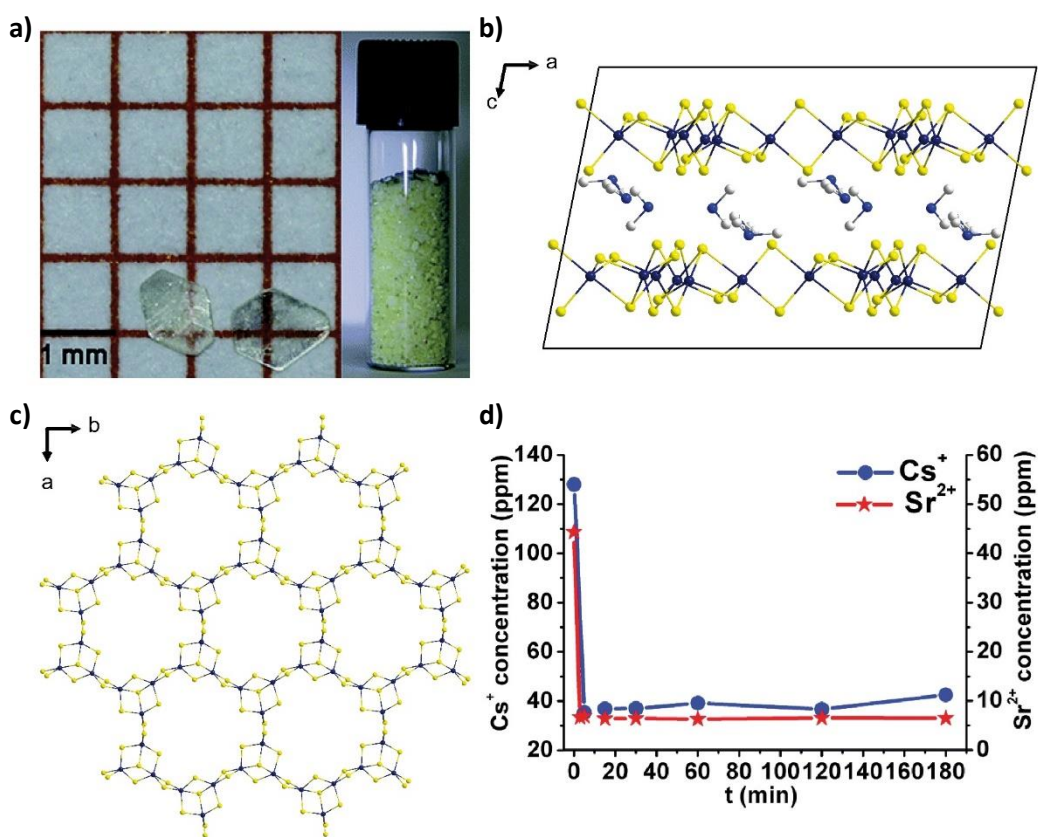 a)
1 mm
b)
a
c
c)
b
a
d)
Cs⁺ concentration (ppm)
140
120
100
80
60
40
20
Cs⁺
Sr²⁺
60
50
40
30
20
10
0
Sr²⁺ concentration (ppm)
0 20 40 60 80 100 120 140 160 180
t (min)